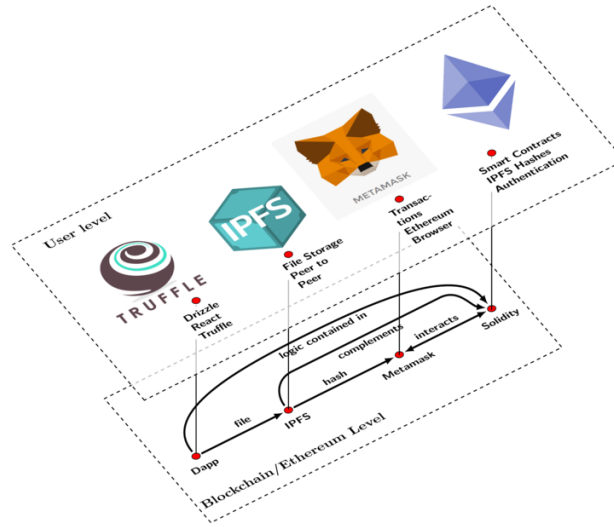 Smart Contracts
IPFS Hashes
Authentication
METAMASK
Transac-
tions
Ethereum
Browser
IPFS
File Storage
Peer to
Peer
User level
TRUFFLE
Drizzle
React
Truffle
logic contained in
complements
interacts
Solidity
hash
Metamask
file
IPFS
Dapp
Blockchain/Ethereum Level